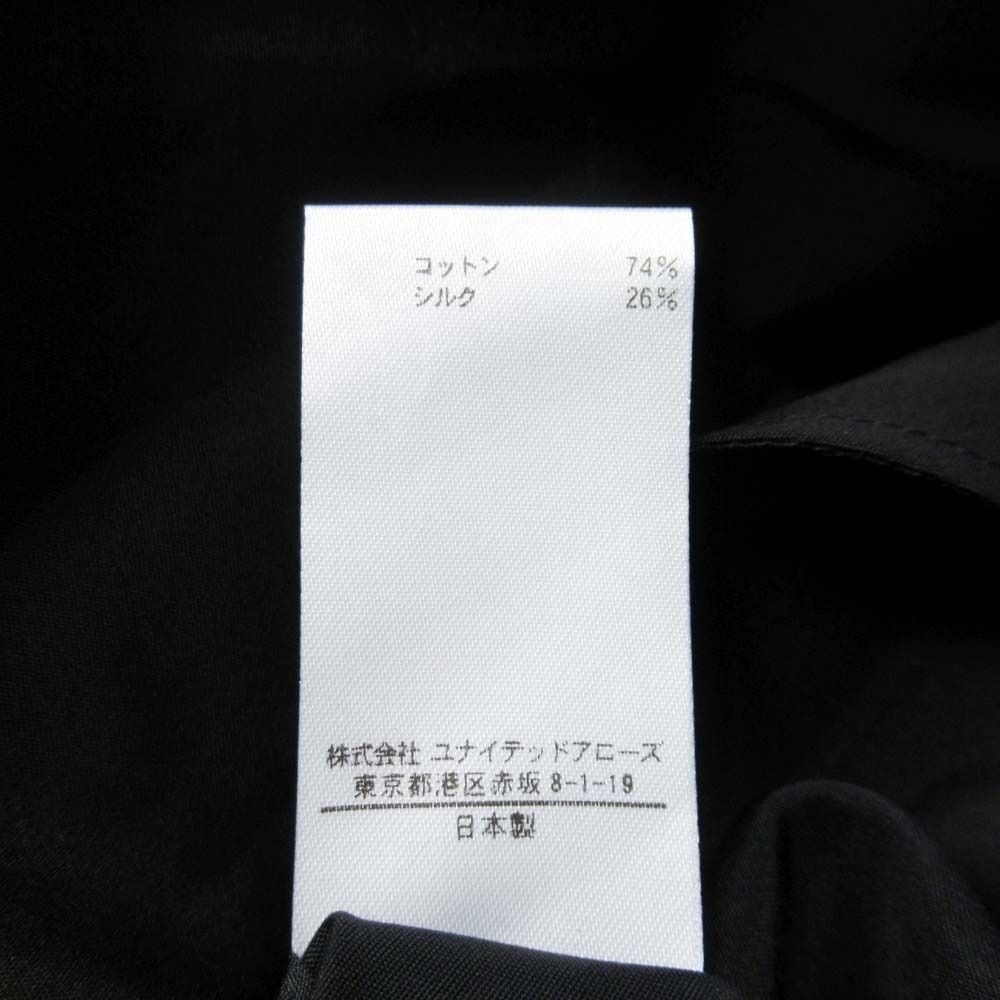 コットン 74%
シルク 26%
株式会社 ユナイテッドアローズ
東京都港区赤坂 8-1-19
日本製